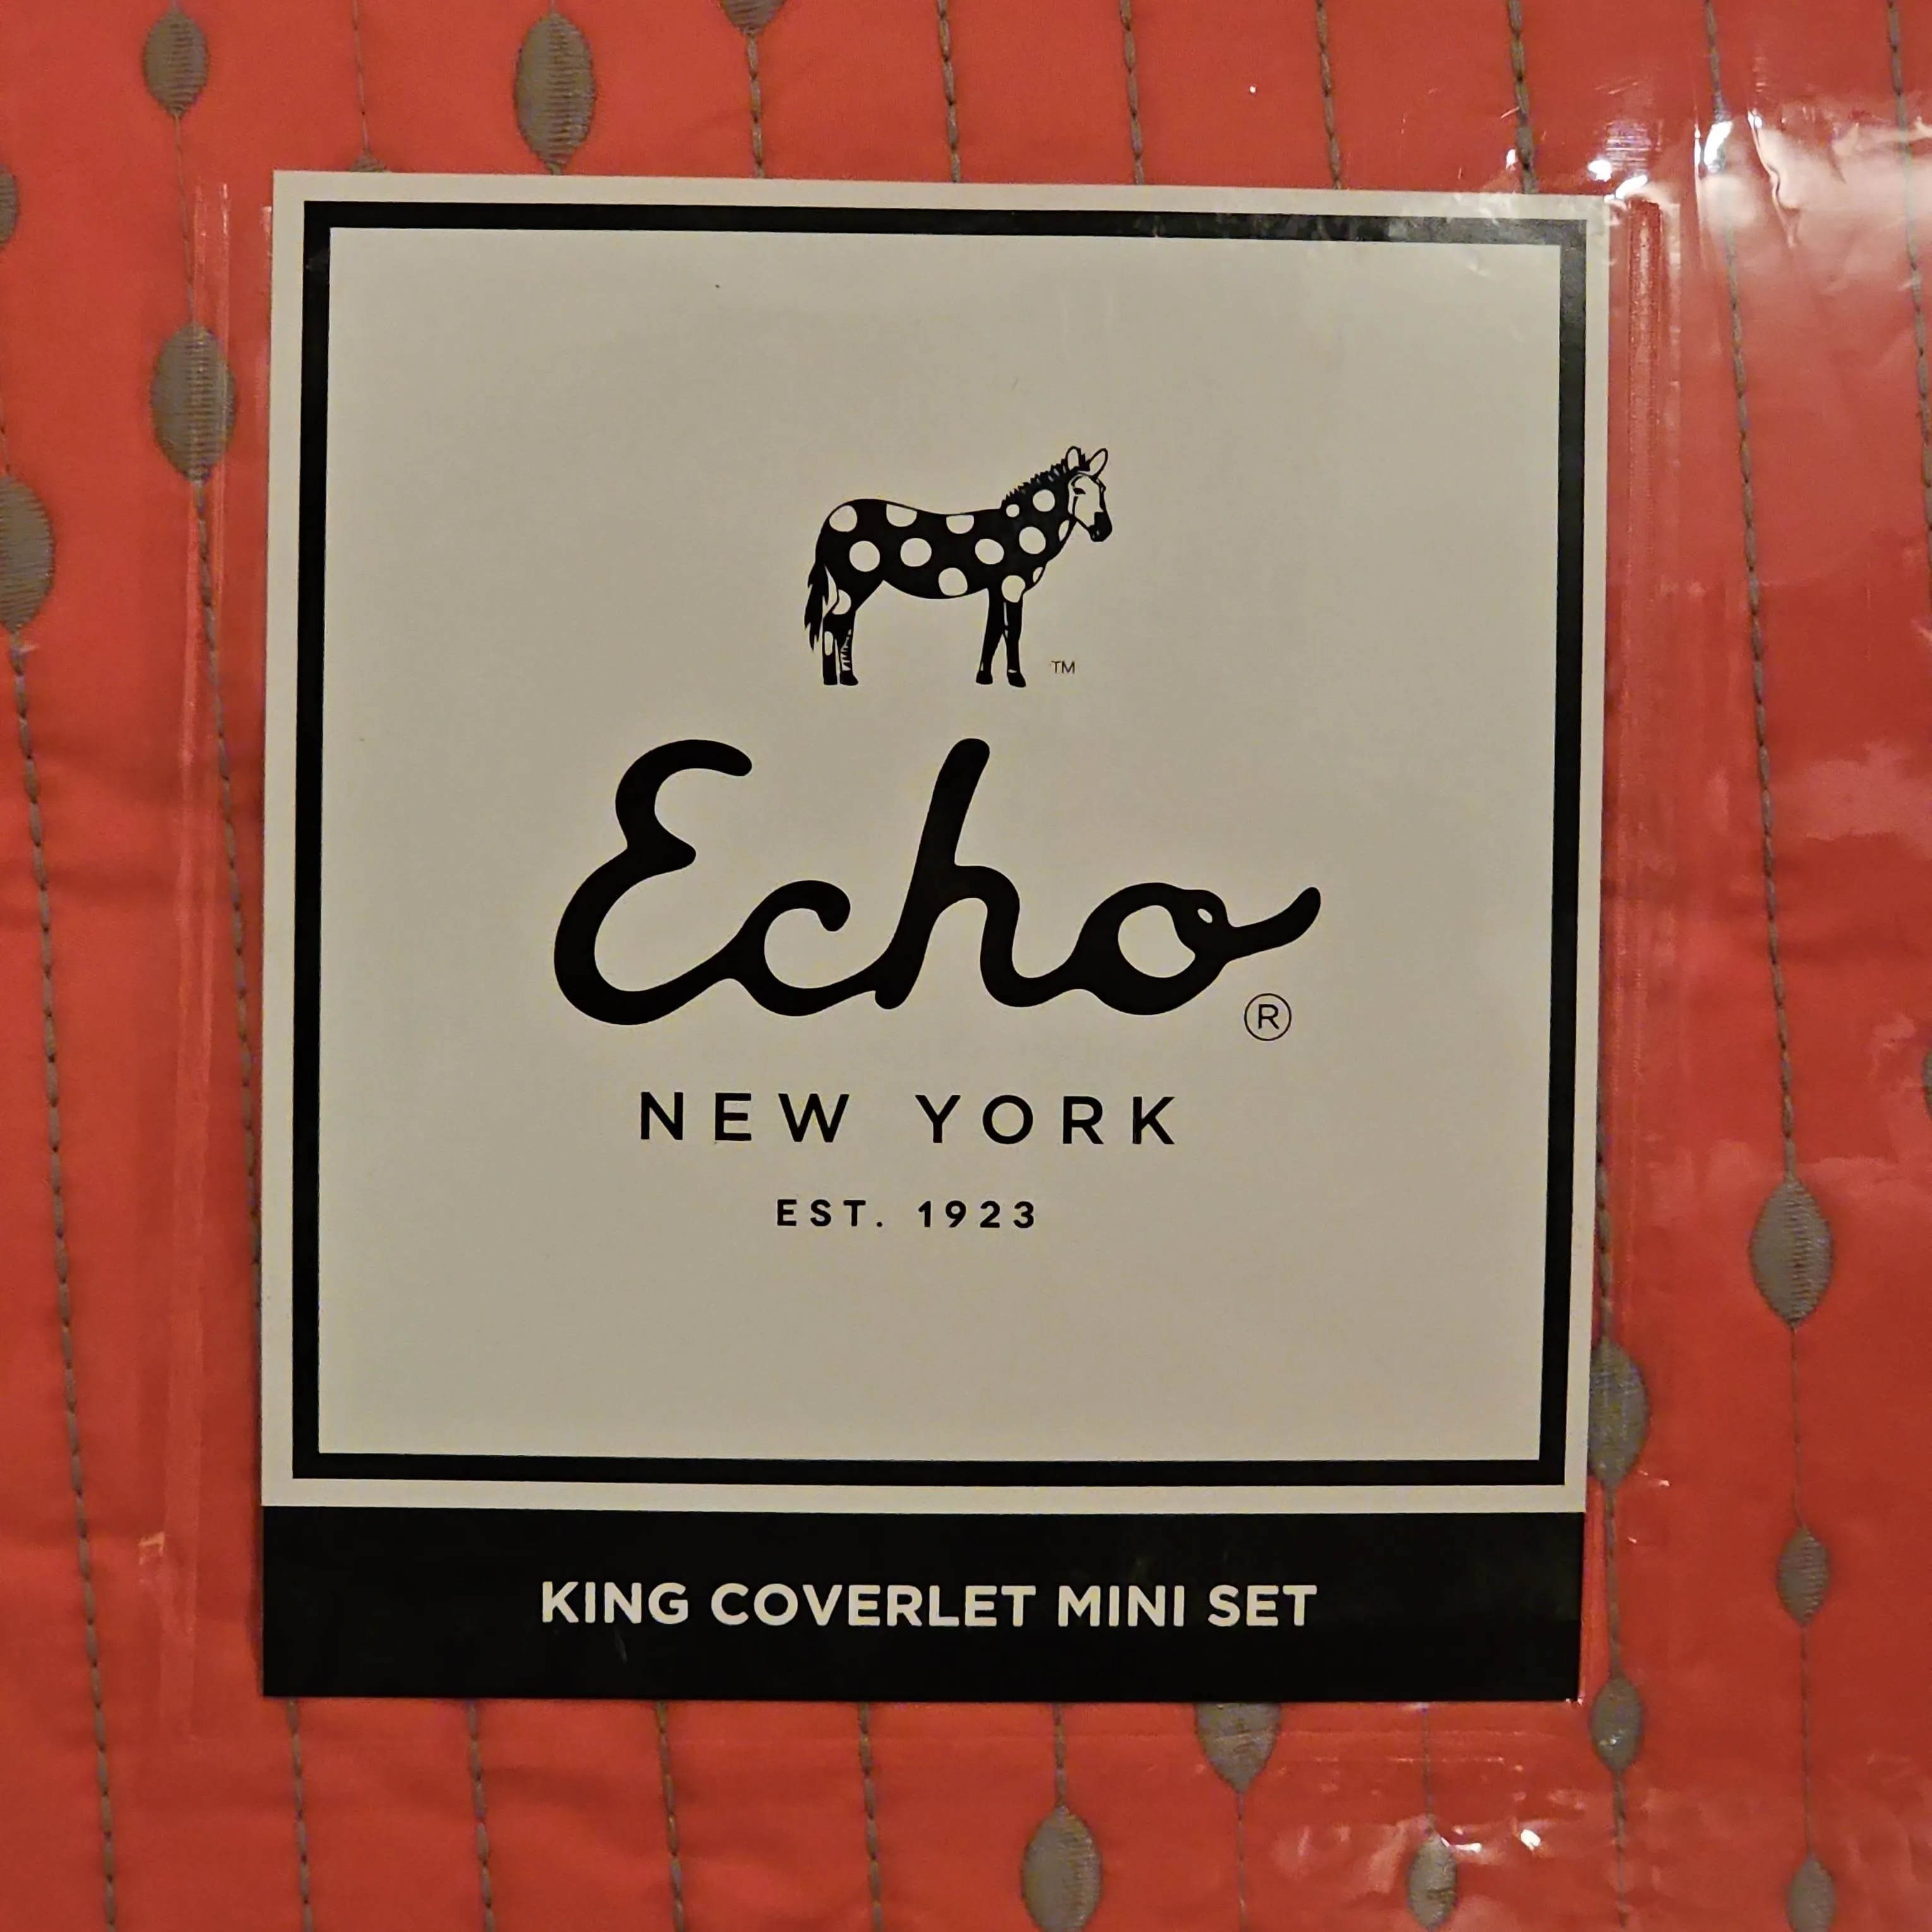 TM
Echo®
NEW YORK
EST. 1923
KING COVERLET MINI SET